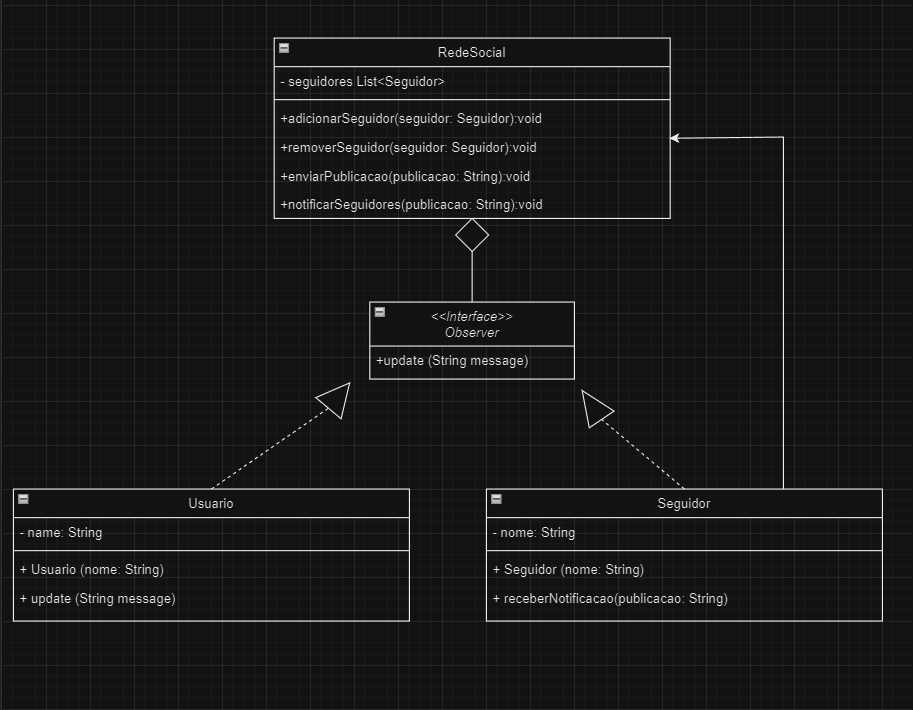 RedeSocial
- seguidores List<Seguidor>
+adicionarSeguidor(seguidor: Seguidor):void
+removerSeguidor(seguidor: Seguidor):void
+enviarPublicacao(publicacao: String):void
+notificarSeguidores(publicacao: String):void
<<Interface>>
Observer
+update (String message)
Usuario
- name: String
+ Usuario (nome: String)
+ update (String message)
Seguidor
- nome: String
+ Seguidor (nome: String)
+ receberNotificacao(publicacao: String)